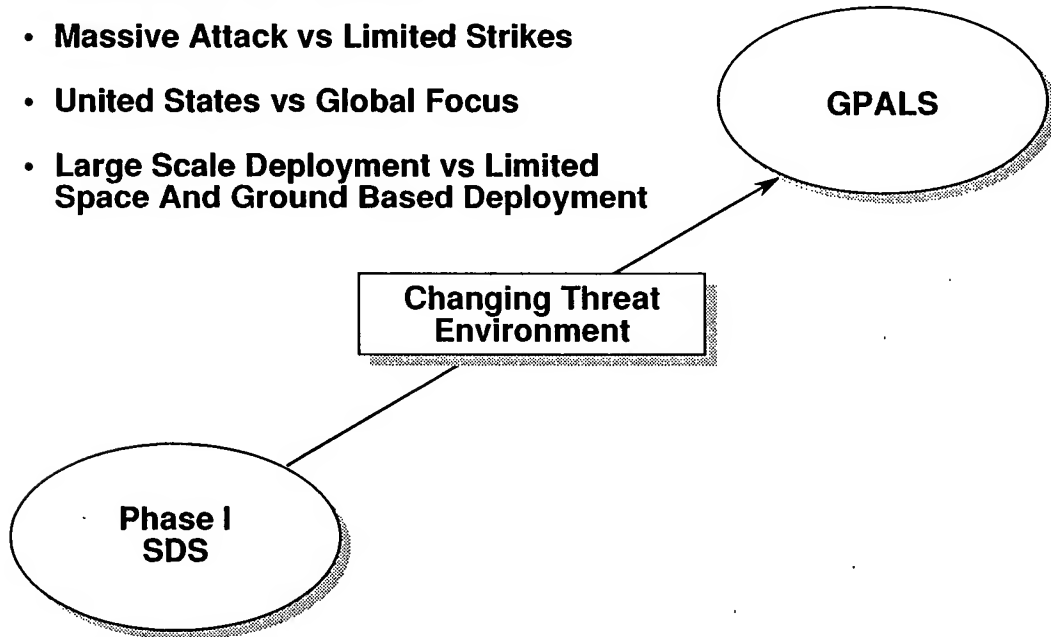 • Massive Attack vs Limited Strikes
• United States vs Global Focus
• Large Scale Deployment vs Limited
Space And Ground Based Deployment
GPALS
Changing Threat
Environment
Phase I
SDS